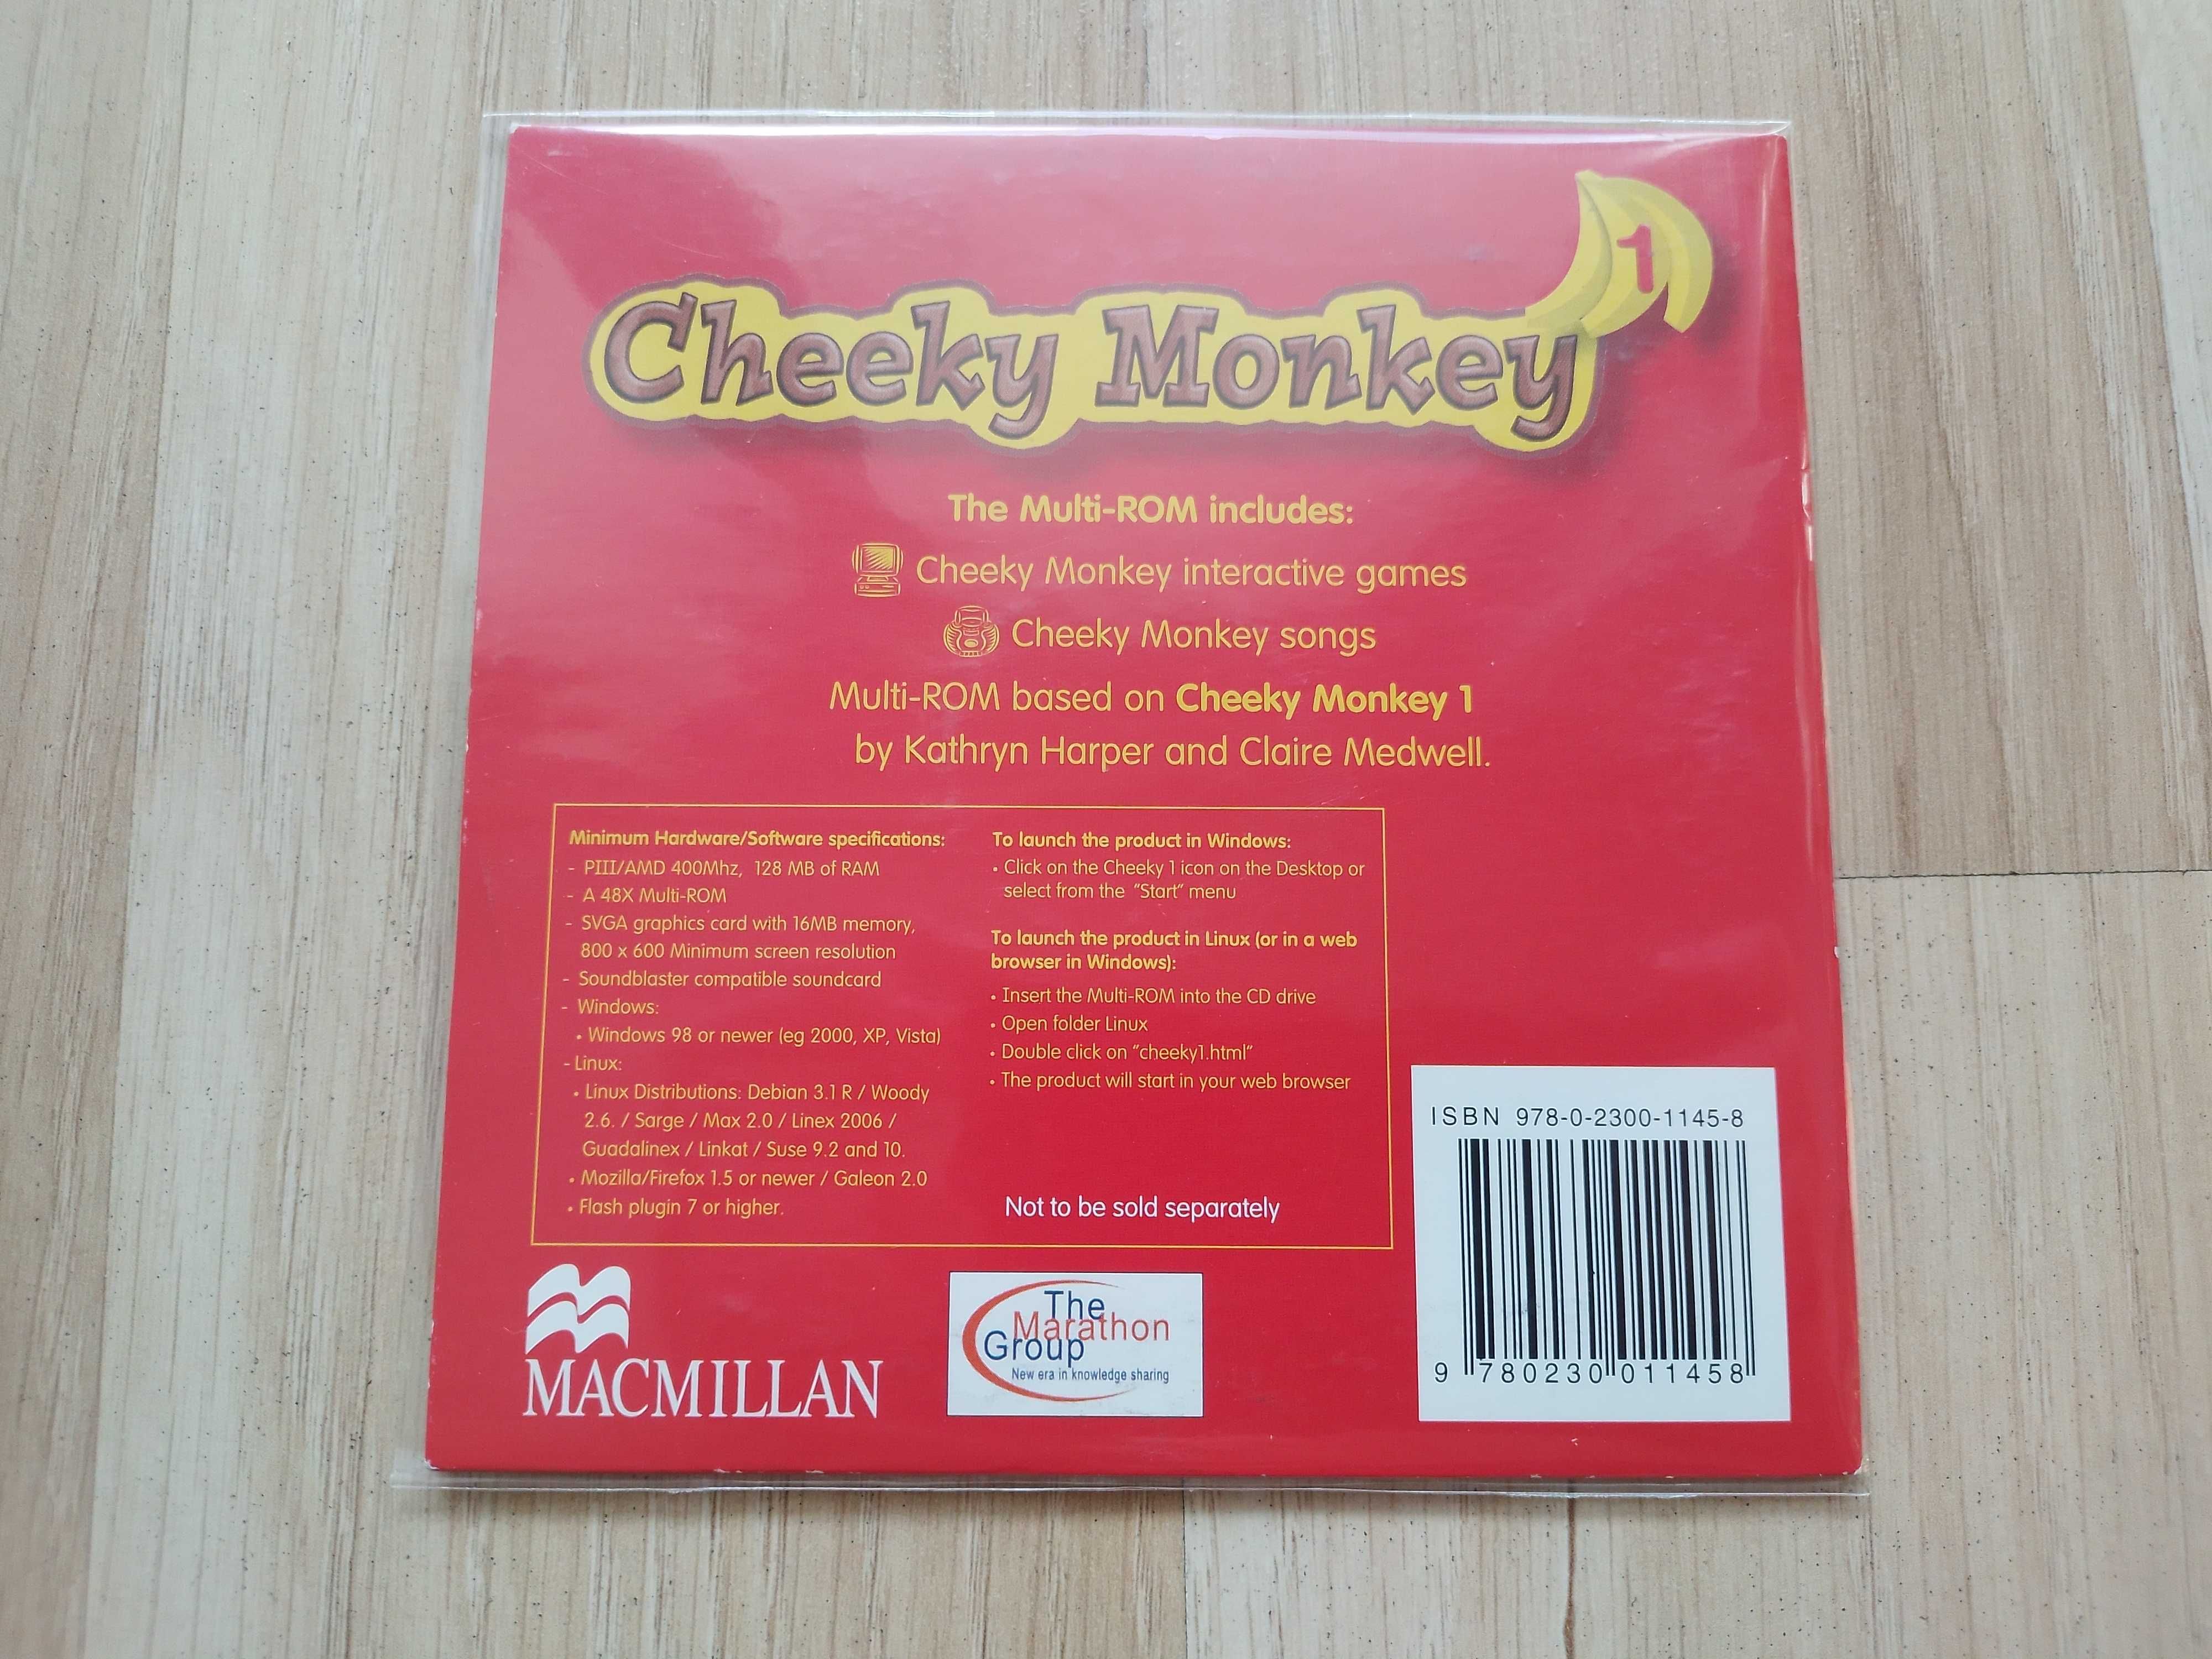 Cheeky Monkey 1
The Multi-ROM includes:
Cheeky Monkey interactive games
Cheeky Monkey songs
Multi-ROM based on Cheeky Monkey 1
by Kathryn Harper and Claire Medwell.
Minimum Hardware/Software specifications:
- PIII/AMD 400Mhz, 128 MB of RAM
- A 48X Multi-ROM
- SVGA graphics card with 16MB memory,
800 x 600 Minimum screen resolution
- Soundblaster compatible soundcard
- Windows:
• Windows 98 or newer (eg 2000, XP, Vista)
- Linux:
• Linux Distributions: Debian 3.1 R / Woody
2.6. / Sarge / Max 2.0 / Linex 2006 /
Guadalinex / Linkat / Suse 9.2 and 10.
• Mozilla/Firefox 1.5 or newer / Galeon 2.0
• Flash plugin 7 or higher.
To launch the product in Windows:
• Click on the Cheeky 1 icon on the Desktop or
select from the "Start" menu
To launch the product in Linux (or in a web
browser in Windows):
• Insert the Multi-ROM into the CD drive
• Open folder Linux
• Double click on "cheeky1.html"
• The product will start in your web browser
Not to be sold separately
ISBN 978-0-2300-1145-8
9 780230 011458
MACMILLAN
The
Marathon
Group
New era in knowledge sharing